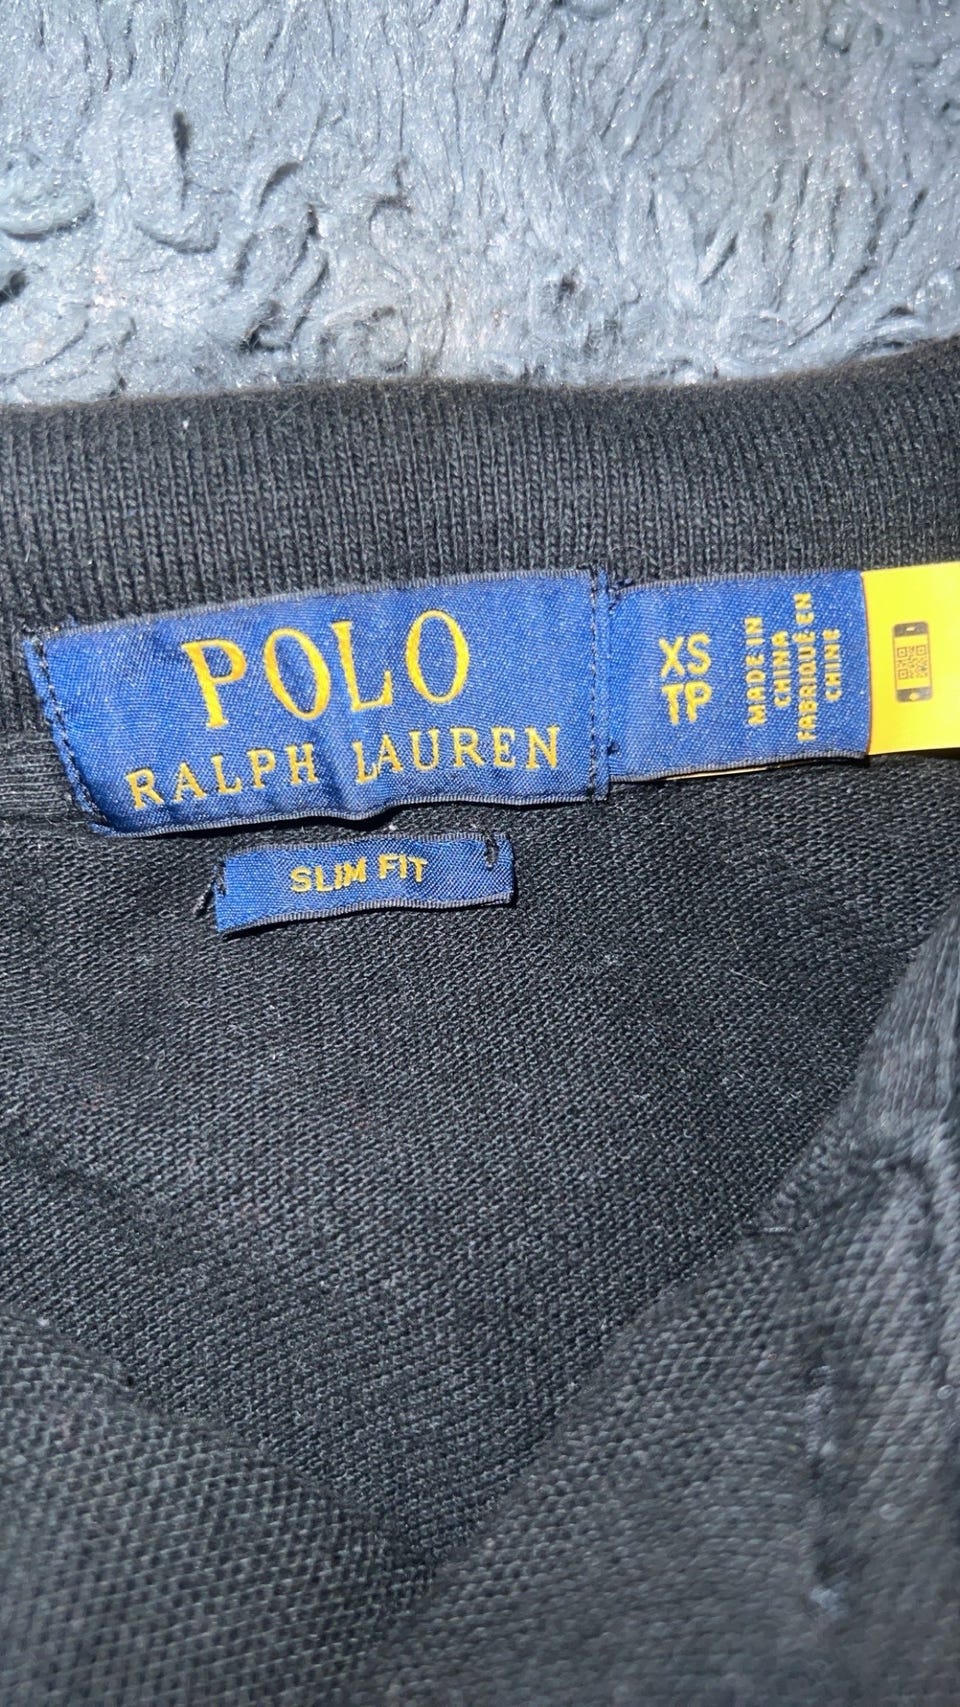 POLO
RALPH LAUREN
XS
TP
MADE IN
CHINA
FABRIQUÉ EN
CHINE
SLIM FIT